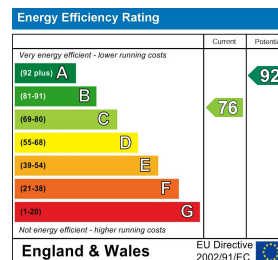 Energy Efficiency Rating
Current
Very energy efficient - lower running costs
(92 plus) A
92
(81-91) B
(69-80) C
76
(55-68) D
(39-54) E
(21-38) F
(1-20) G
Not energy efficient - higher running costs
England & Wales
EU Directive
2002/91/EC